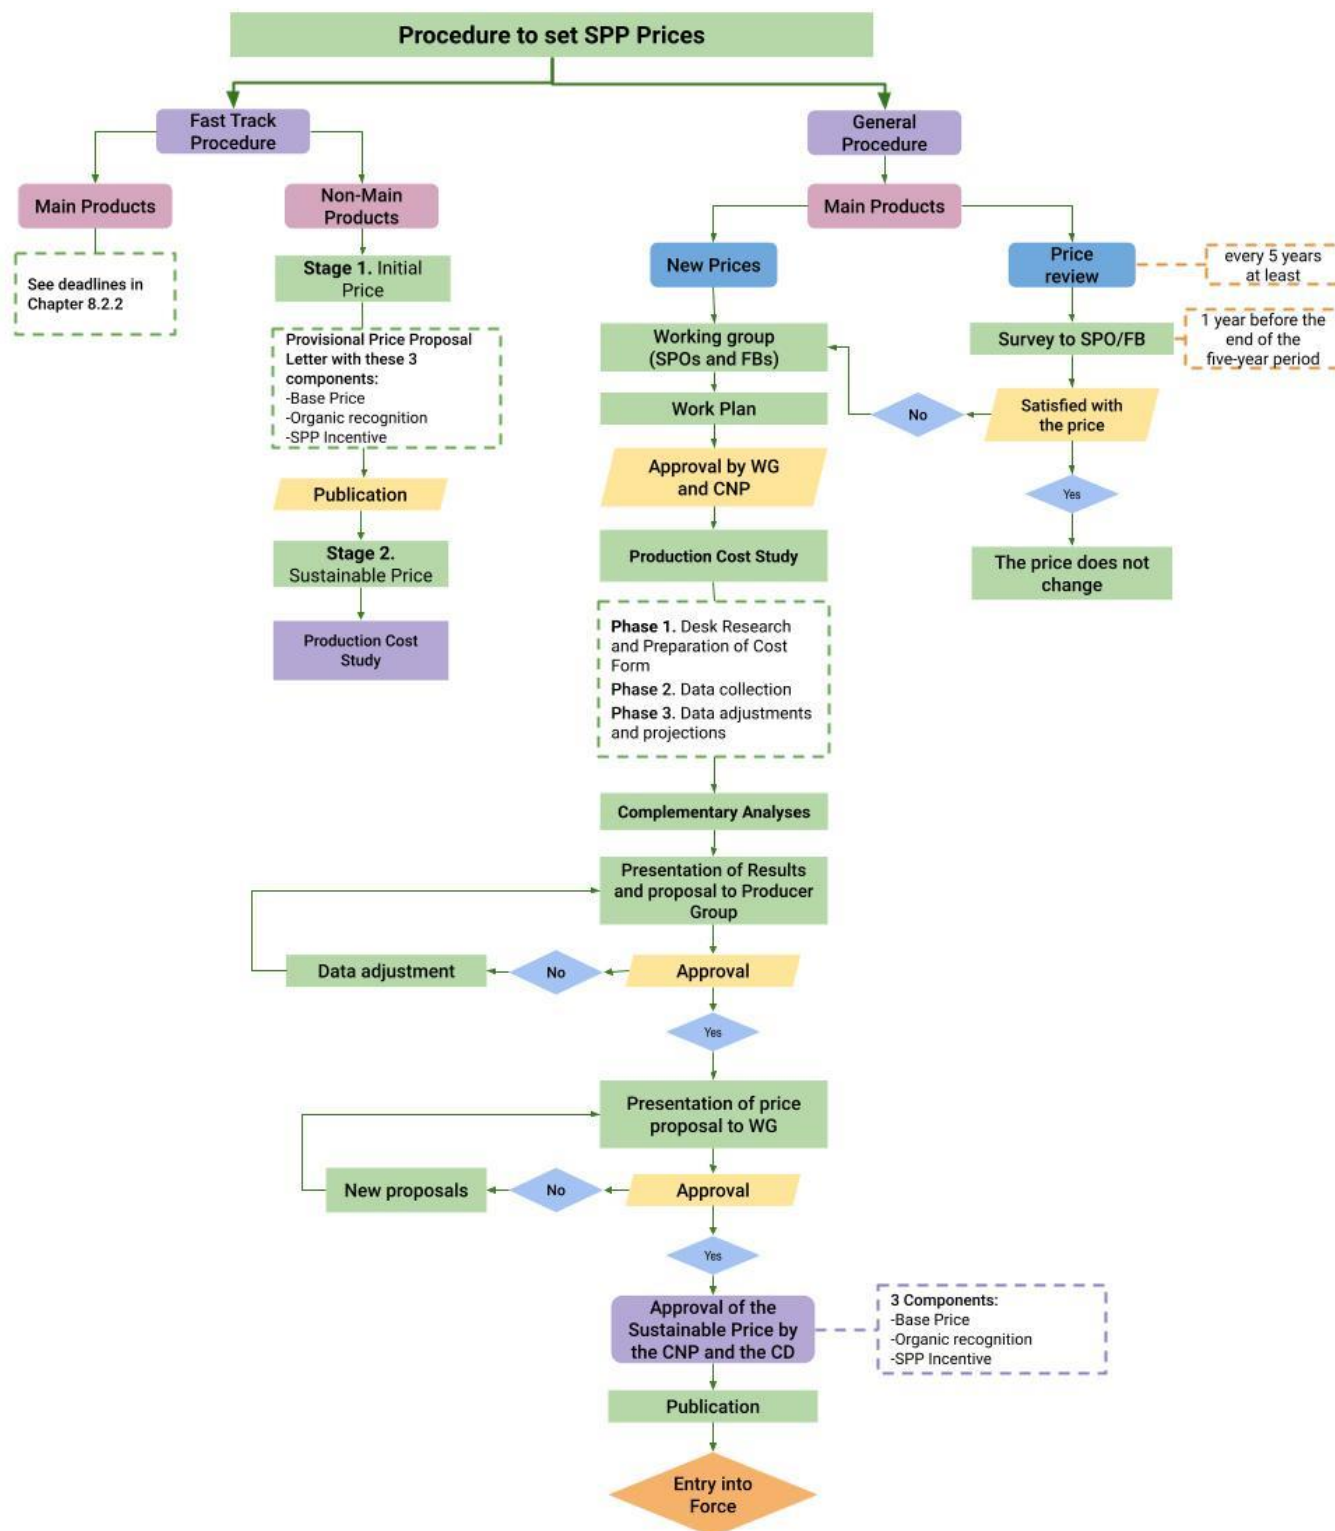 Procedure to set SPP Prices
Fast Track
Procedure
General
Procedure
Main Products
Non-Main
Products
Main Products
See deadlines in
Chapter 8.2.2
Stage 1. Initial
Price
Provisional Price Proposal
Letter with these 3
components:
-Base Price
-Organic recognition
-SPP Incentive
Publication
Stage 2.
Sustainable Price
Production Cost
Study
New Prices
Price
review
every 5 years
at least
Working group
(SPOs and FBs)
Survey to SPO/FB
1 year before the
end of the
five-year period
Work Plan
No
Satisfied with
the price
Approval by WG
and CNP
Yes
Production Cost Study
The price does not
change
Phase 1. Desk Research
and Preparation of Cost
Form
Phase 2. Data collection
Phase 3. Data adjustments
and projections
Complementary Analyses
Presentation of Results
and proposal to Producer
Group
Data adjustment
No
Approval
Yes
Presentation of price
proposal to WG
New proposals
No
Approval
Yes
Approval of the
Sustainable Price by
the CNP and the CD
3 Components:
-Base Price
-Organic recognition
-SPP Incentive
Publication
Entry into
Force